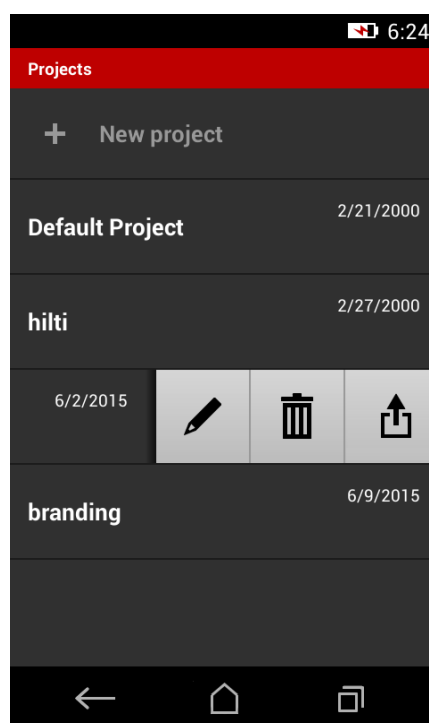 6:24
Projects
+ New project
2/21/2000
Default Project
2/27/2000
hilti
6/2/2015
6/9/2015
branding